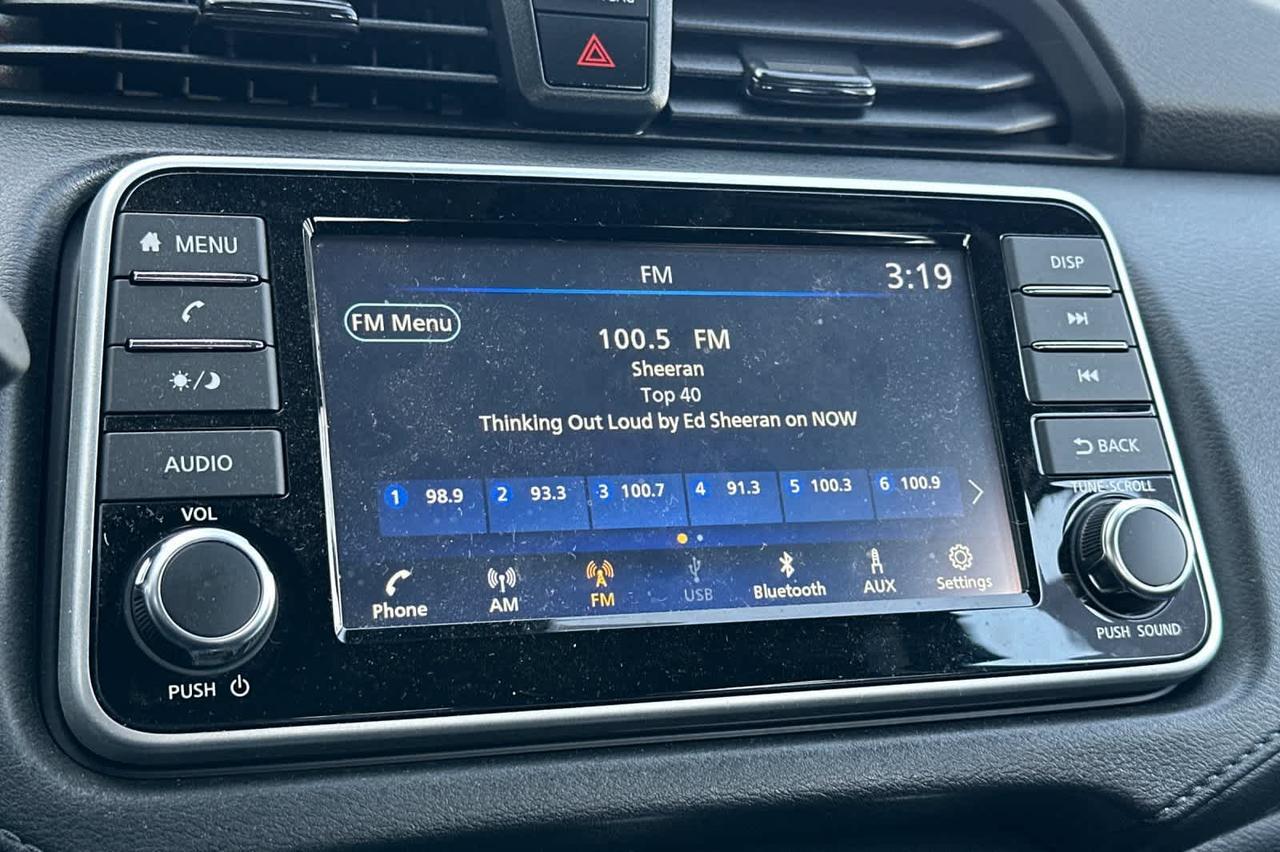 MENU
AUDIO
VOL
PUSH
FM
3:19
FM Menu
100.5 FM
Sheeran
Top 40
Thinking Out Loud by Ed Sheeran on NOW
1 98.9 2 93.3 3 100.7 4 91.3 5 100.3 6 100.9
Phone AM FM USB Bluetooth AUX Settings
DISP
BACK
TUNE·SCROLL
PUSH SOUND